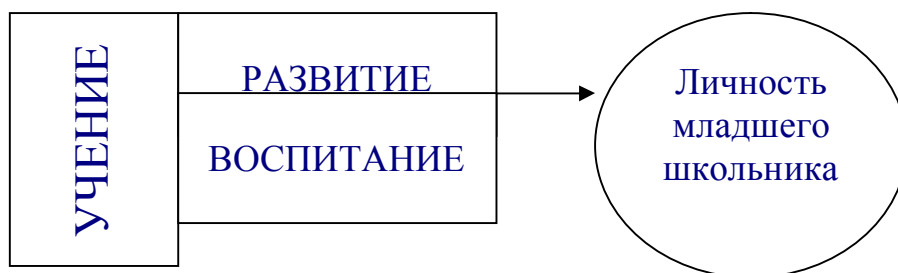 УЧЕНИЕ
РАЗВИТИЕ
ВОСПИТАНИЕ
Личность
младшего
школьника